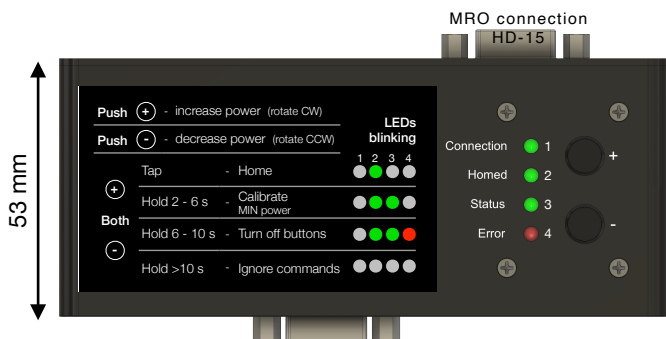 MRO connection
HD-15
53 mm
Push + - increase power (rotate CW)
Push - - decrease power (rotate CCW)
LEDs
blinking
1 2 3 4
+
Both
-
Tap - Home
Hold 2 - 6 s - Calibrate
MIN power
Hold 6 - 10 s - Turn off buttons
Hold >10 s - Ignore commands
Connection 1
Homed 2
Status 3
Error 4
+
-